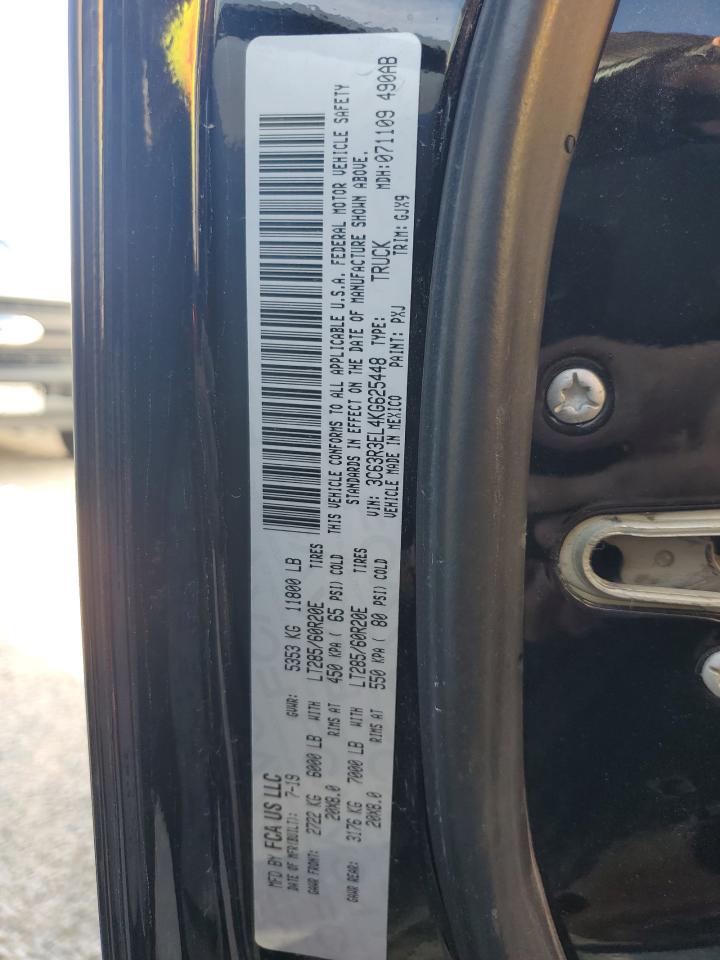 MFD BY FCA US LLC
DATE OF MFR(BUILT): 7-19 GVWR: 5353 KG 11800 LB
GAWR FRONT: 2722 KG 6000 LB WITH LT285/60R20E TIRES
20X8.0 RIMS AT 450 KPA ( 65 PSI) COLD
GAWR REAR: 3176 KG 7000 LB WITH LT285/60R20E TIRES
20X8.0 RIMS AT 550 KPA ( 80 PSI) COLD
THIS VEHICLE CONFORMS TO ALL APPLICABLE U.S.A. FEDERAL MOTOR VEHICLE SAFETY
STANDARDS IN EFFECT ON THE DATE OF MANUFACTURE SHOWN ABOVE.
VIN: 3C63R3EL4KG625448 TYPE: TRUCK MDH:071109 490AB
VEHICLE MADE IN MEXICO PAINT: PXJ TRIM: GJX9